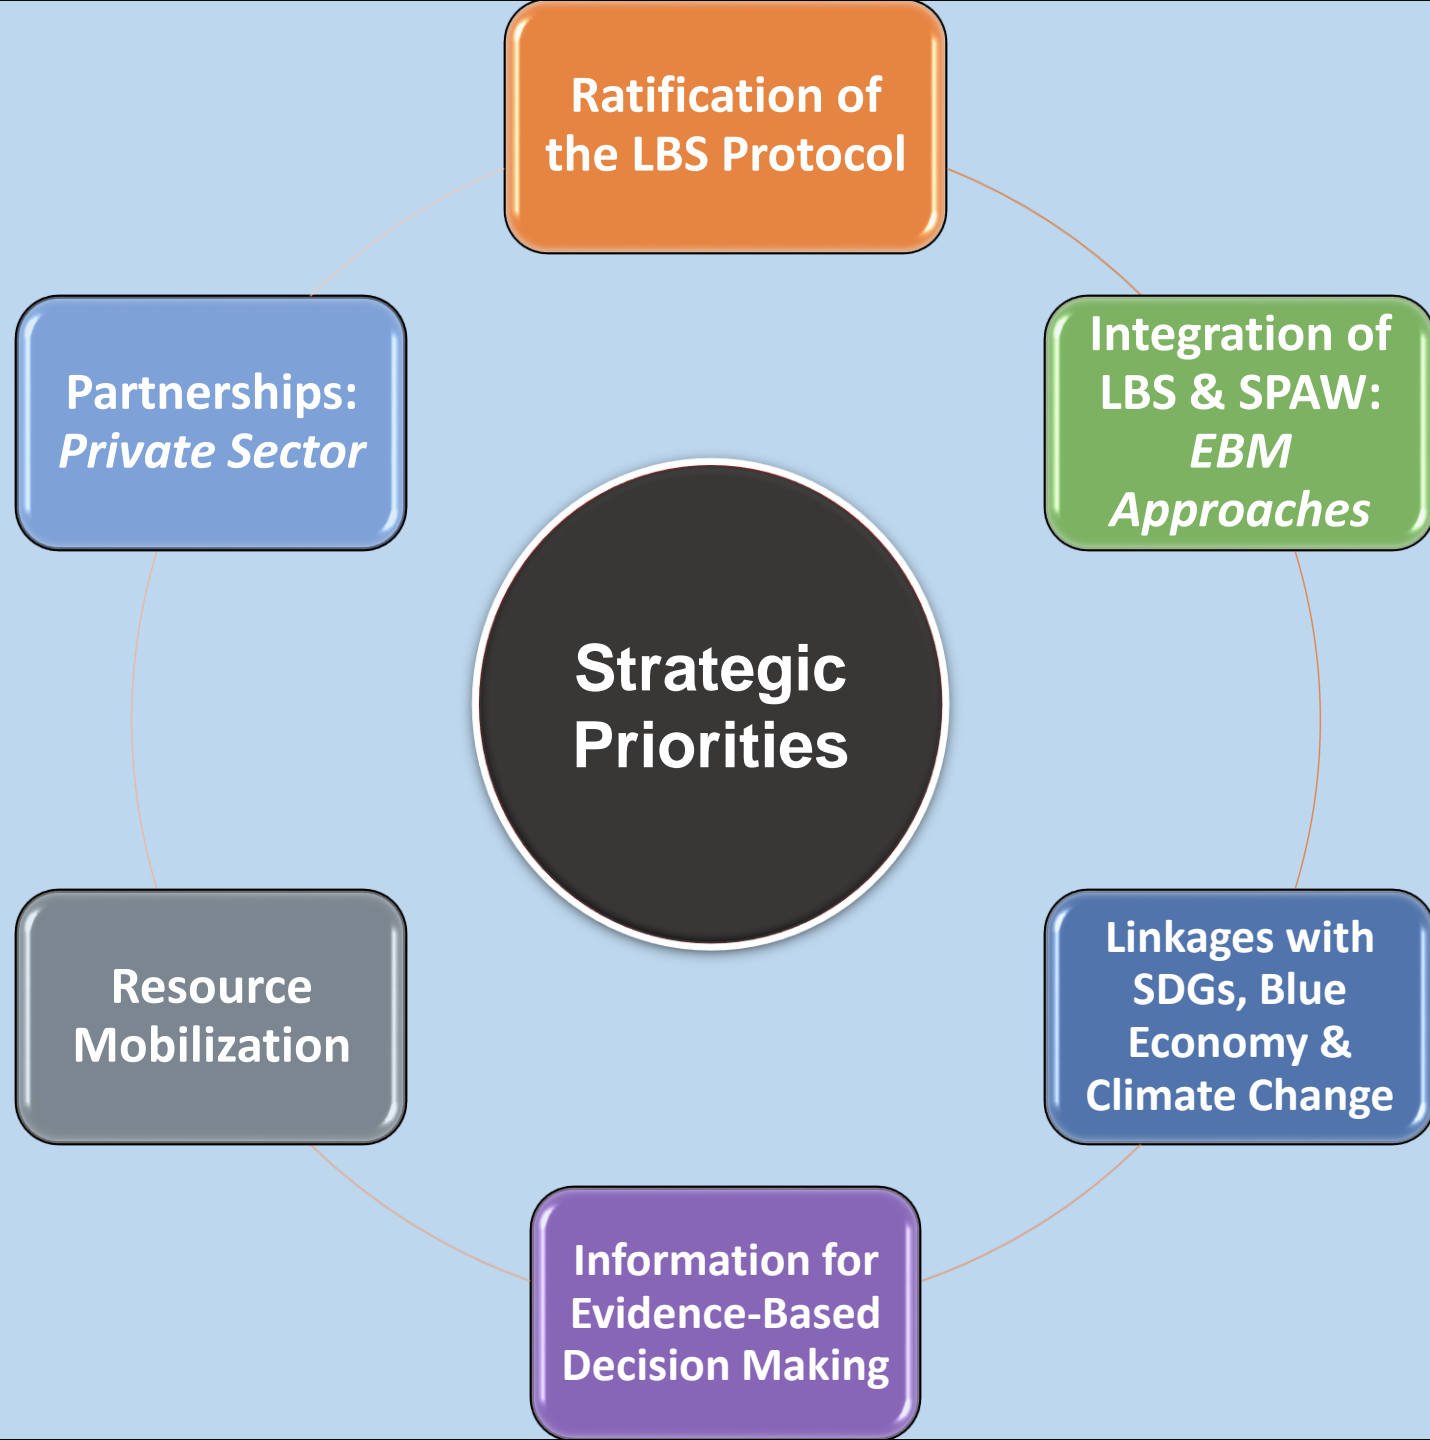 Ratification of
the LBS Protocol
Integration of
LBS & SPAW:
EBM
Approaches
Linkages with
SDGs, Blue
Economy &
Climate Change
Information for
Evidence-Based
Decision Making
Resource
Mobilization
Partnerships:
Private Sector
Strategic
Priorities